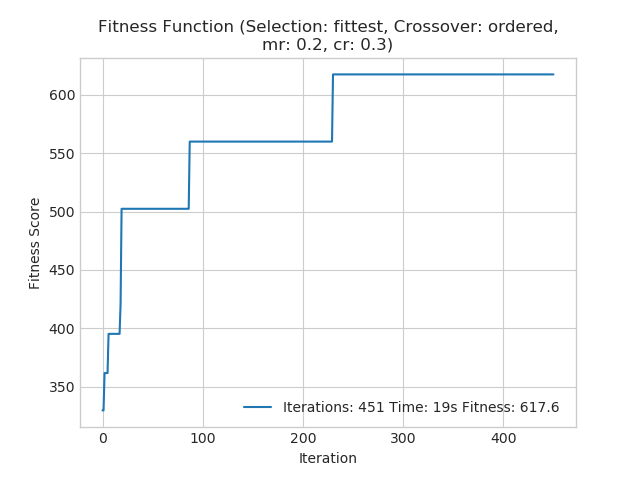 Fitness Function (Selection: fittest, Crossover: ordered,
mr: 0.2, cr: 0.3)
600
550
500
450
400
350
Fitness Score
Iterations: 451 Time: 19s Fitness: 617.6
0 100 200 300 400
Iteration